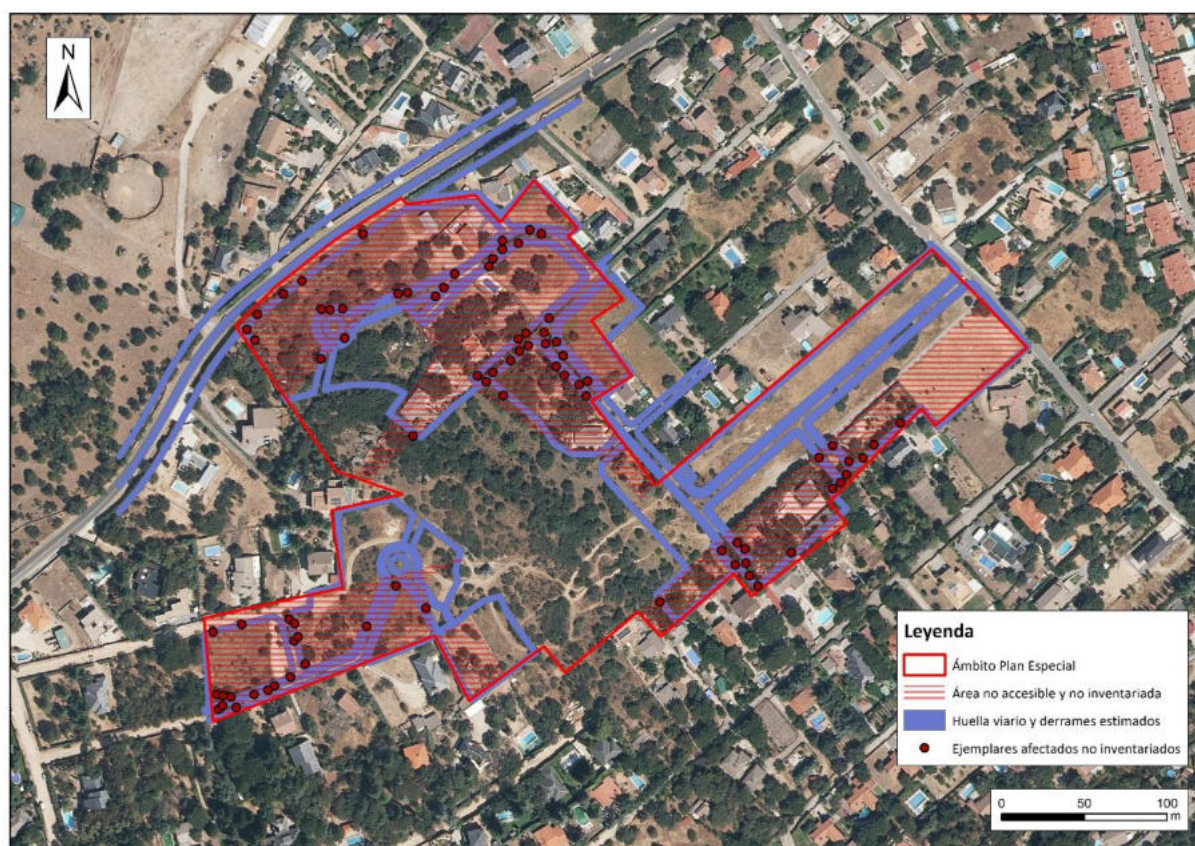 N
Leyenda
Ámbito Plan Especial
Área no accesible y no inventariada
Huella viario y derrames estimados
Ejemplares afectados no inventariados
0 50 100
m